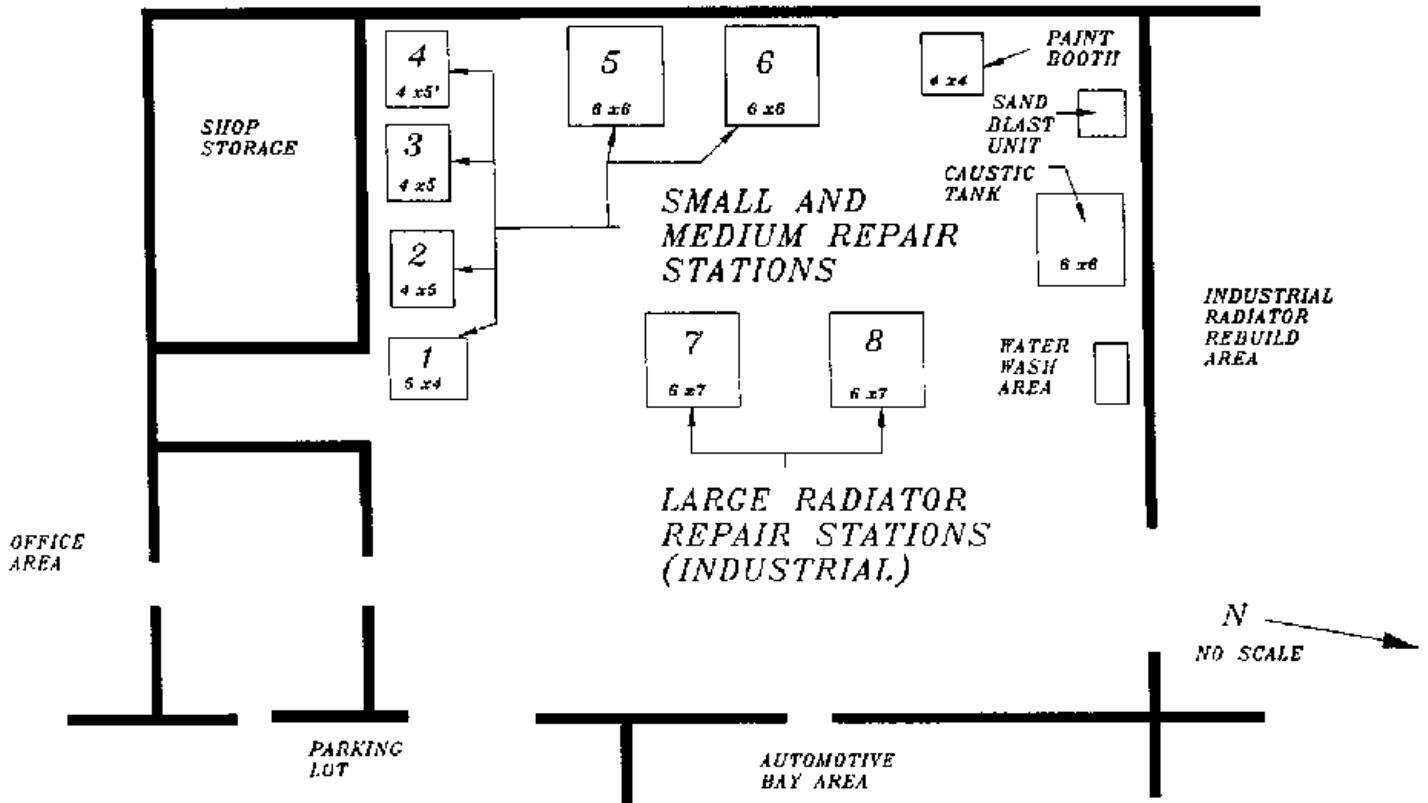 4
4 x5'
5
6 x6
6
6 x6
4 x4
PAINT
BOOTH
SHOP
STORAGE
3
4 x5
SAND
BLAST
UNIT
CAUSTIC
TANK
6 x6
SMALL AND
MEDIUM REPAIR
STATIONS
2
4 x5
1
5 x4
7
6 x7
8
6 x7
WATER
WASH
AREA
INDUSTRIAL
RADIATOR
REBUILD
AREA
LARGE RADIATOR
REPAIR STATIONS
(INDUSTRIAL)
OFFICE
AREA
N
NO SCALE
PARKING
LOT
AUTOMOTIVE
BAY AREA